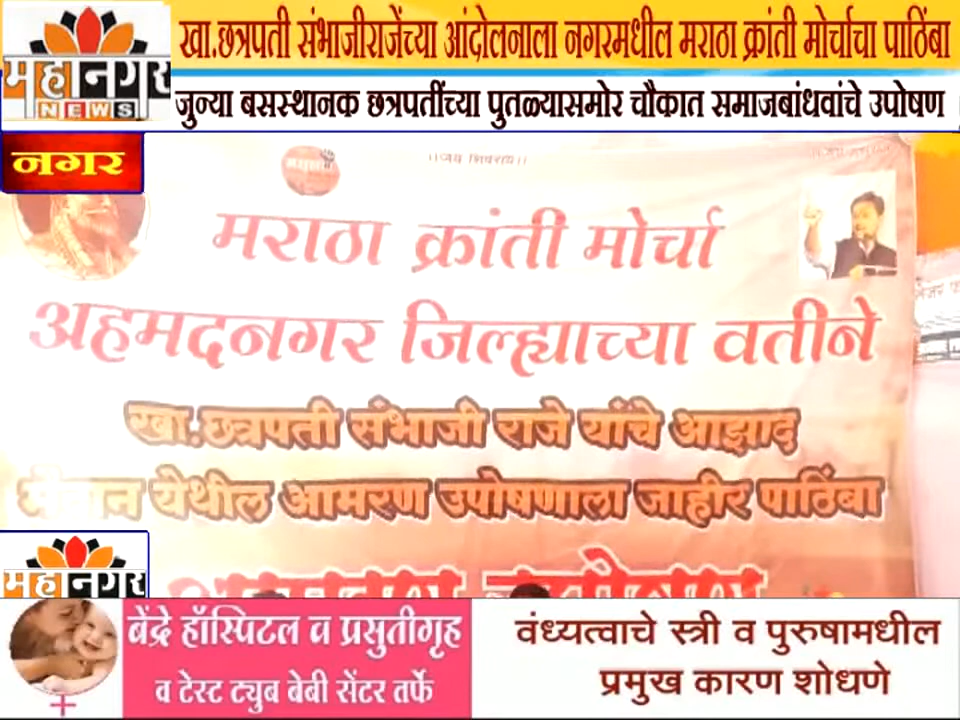 खा.छत्रपती संभाजीराजेंच्या आंदोलनाला नगरमधील मराठा क्रांती मोर्चाचा पाठिंबा
महानगर
NEWS
जुन्या बसस्थानक छत्रपतींच्या पुतळ्यासमोर चौकात समाजबांधवांचे उपोषण
नगर
।।जय शिवराय।।
मराठा क्रांती मोर्चा
अहमदनगर जिल्ह्याच्या वतीने
खा.छत्रपती संभाजी राजे यांचे आझाद
मैदान येथील आमरण उपोषणाला जाहीर पाठिंबा
महानगर
बेंद्रे हॉस्पिटल व प्रसुतीगृह
व टेस्ट ट्युब बेबी सेंटर तर्फे
वंध्यत्वाचे स्त्री व पुरुषामधील
प्रमुख कारण शोधणे